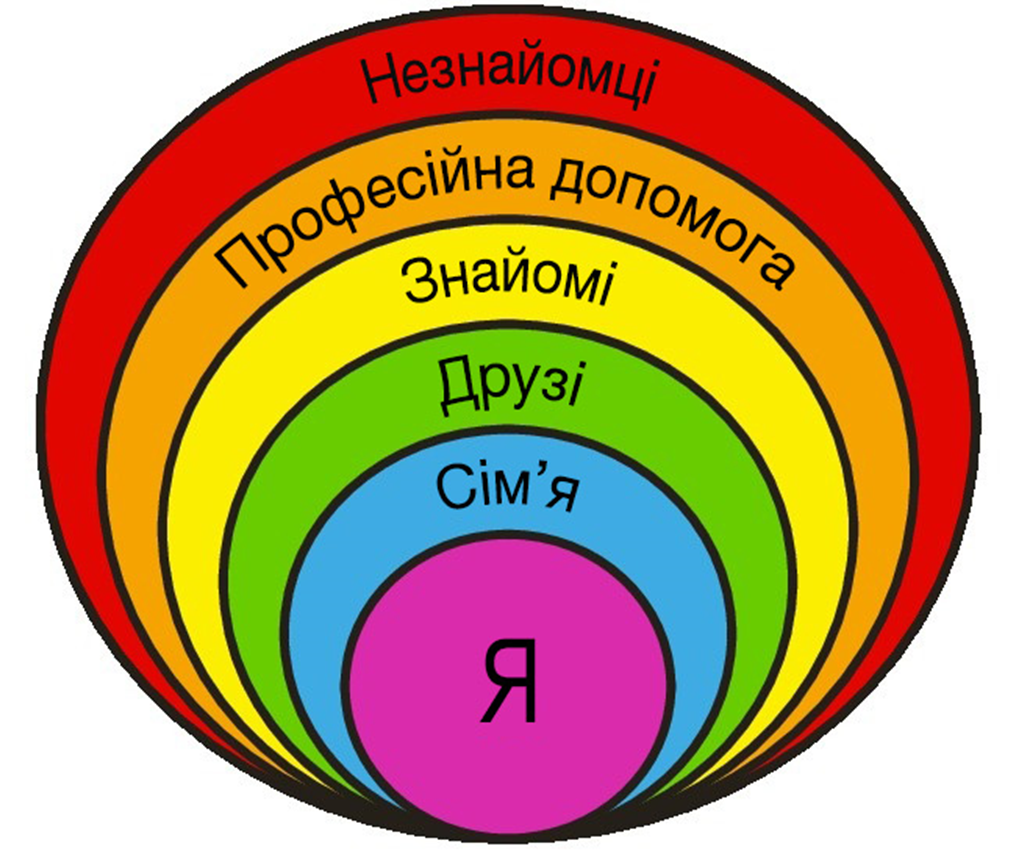 Незнайомці
Професійна допомога
Знайомі
Друзі
Сім’я
Я